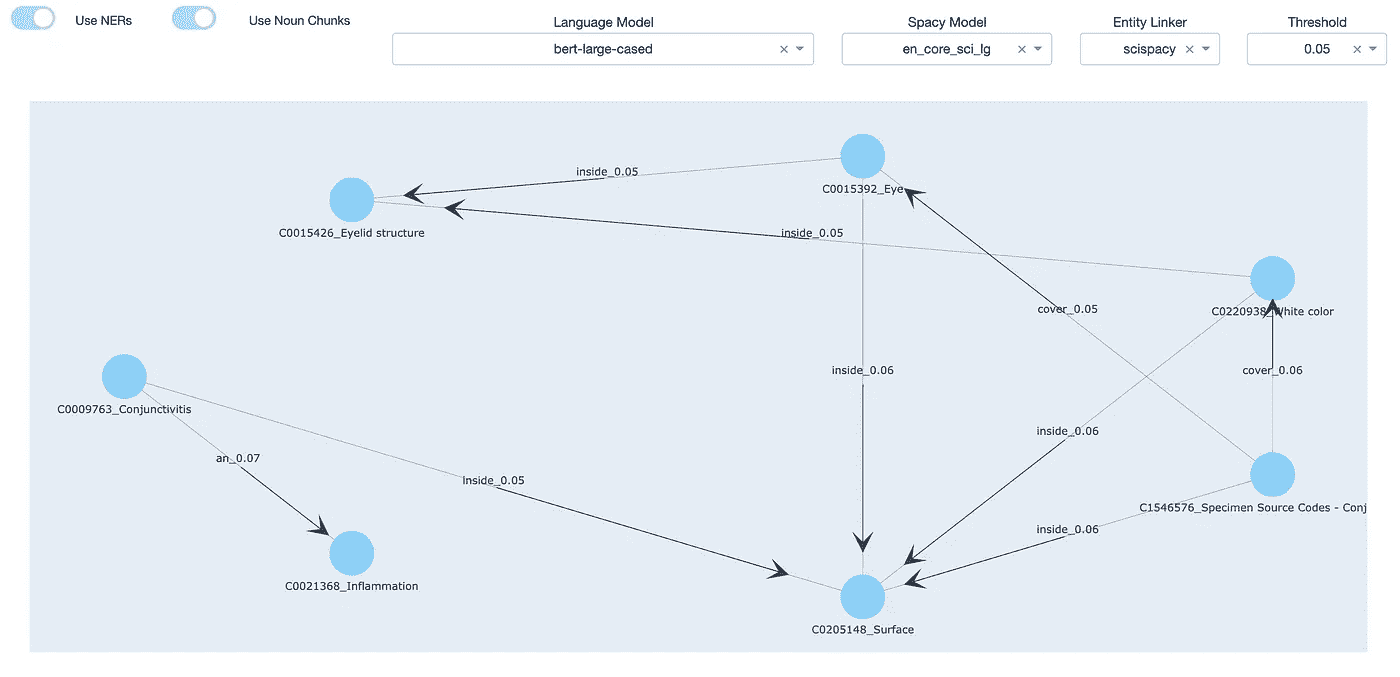 Use NERs
Use Noun Chunks
Language Model
bert-large-cased
Spacy Model
en_core_sci_lg
Entity Linker
scispacy
Threshold
0.05
inside_0.05
C0015392_Eye
C0015426_Eyelid structure
inside_0.05
cover_0.05
C0220938_White color
inside_0.06
cover_0.06
C0009763_Conjunctivitis
an_0.07
inside_0.06
inside_0.05
C1546576_Specimen Source Codes - Conj
inside_0.06
C0021368_Inflammation
C0205148_Surface